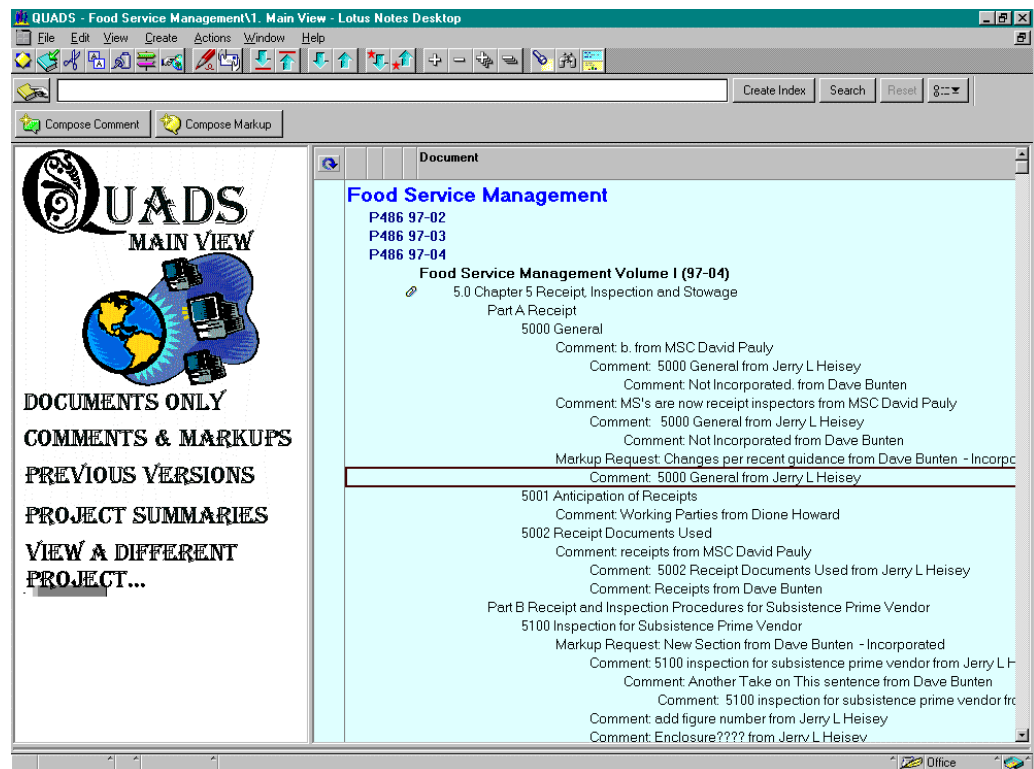 QUADS - Food Service Management\1. Main View - Lotus Notes Desktop
File Edit View Create Actions Window Help
Create Index Search Reset
Compose Comment Compose Markup
QUADS
MAIN VIEW
DOCUMENTS ONLY
COMMENTS & MARKUPS
PREVIOUS VERSIONS
PROJECT SUMMARIES
VIEW A DIFFERENT
PROJECT...
Document
Food Service Management
P486 97-02
P486 97-03
P486 97-04
Food Service Management Volume I (97-04)
5.0 Chapter 5 Receipt, Inspection and Stowage
Part A Receipt
5000 General
Comment: b. from MSC David Pauly
Comment: 5000 General from Jerry L Heisey
Comment: Not Incorporated. from Dave Bunten
Comment: MS's are now receipt inspectors from MSC David Pauly
Comment: 5000 General from Jerry L Heisey
Comment: Not Incorporated from Dave Bunten
Markup Request: Changes per recent guidance from Dave Bunten - Incorpo
Comment: 5000 General from Jerry L Heisey
5001 Anticipation of Receipts
Comment: Working Parties from Dione Howard
5002 Receipt Documents Used
Comment: receipts from MSC David Pauly
Comment: 5002 Receipt Documents Used from Jerry L Heisey
Comment: Receipts from Dave Bunten
Part B Receipt and Inspection Procedures for Subsistence Prime Vendor
5100 Inspection for Subsistence Prime Vendor
Markup Request: New Section from Dave Bunten - Incorporated
Comment: 5100 inspection for subsistence prime vendor from Jerry L H
Comment: Another Take on This sentence from Dave Bunten
Comment: 5100 inspection for subsistence prime vendor fro
Comment: add figure number from Jerry L Heisey
Comment: Enclosure???? from Jerry L Heisey
Office